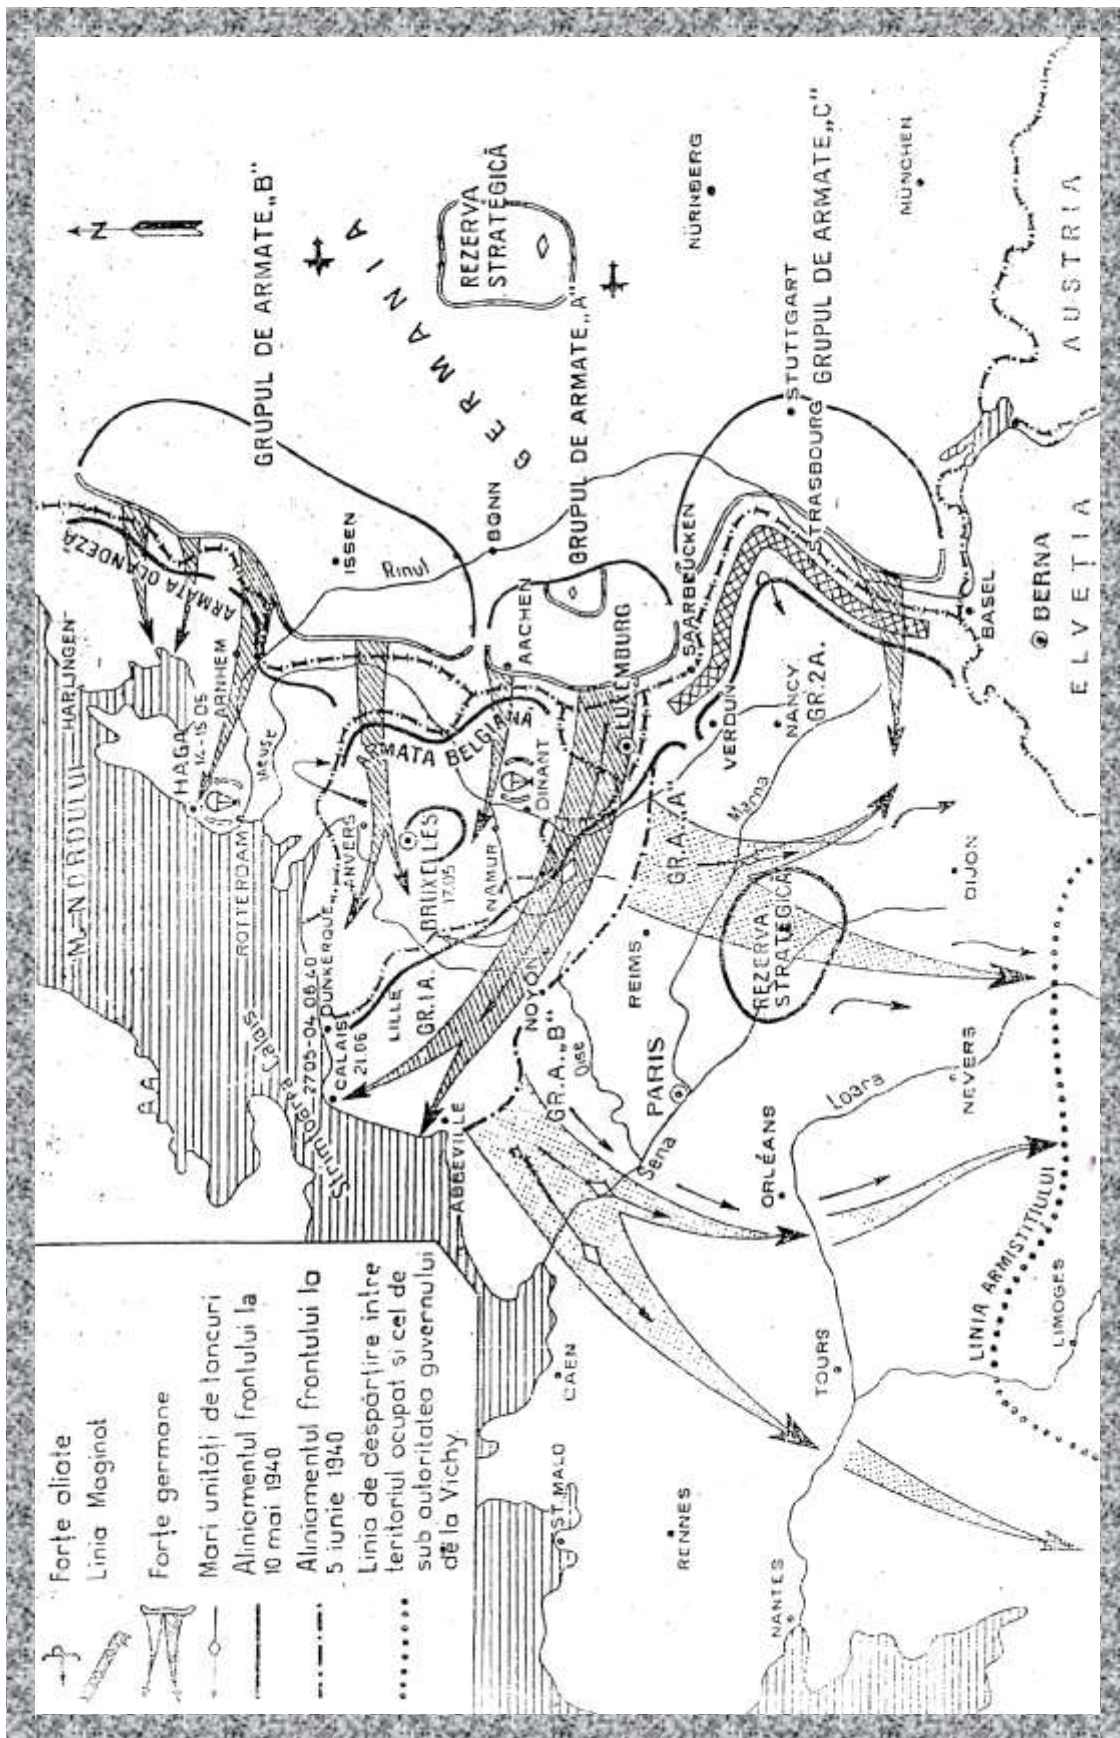 Forțe aliate
Linia Maginot
Forțe germane
Mari unități de tancuri
Aliniamentul frontului la
10 mai 1940
Aliniamentul frontului la
5 iunie 1940
Linia de despărțire între
teritoriul ocupat și cel de
sub autoritatea guvernului
de la Vichy
N
HARLINGEN
ARMATA OLANDEZĂ
GRUPUL DE ARMATE „B"
HAGA
14-15 05
ARNHEM
ROTTERDAM
Meuse
ISSEN
Rinul
GERMANIA
REZERVA
STRATEGICĂ
Calais
27.05-04 06.40
DUNKERQUE
CALAIS
21.06
ANVERS
BRUXELLES
17.05
ARMATA BELGIANĂ
LILLE
GR.1A.
NAMUR
DINANT
AACHEN
BONN
GRUPUL DE ARMATE „A"
ABBEVILLE
NOYON
LUXEMBURG
GR.A.„B"
Oise
REIMS
GR.A.„A"
SAARBRÜCKEN
VERDUN
NÜRNBERG
CAEN
ST.MALO
Sena
PARIS
Marna
REZERVA
STRATEGICĂ
NANCY
GR.2A.
STRASBOURG
STUTTGART
GRUPUL DE ARMATE „C"
MÜNCHEN
RENNES
ORLÉANS
TOURS
Loara
NANTES
NEVERS
DIJON
BASEL
BERNA
ELVEȚIA
AUSTRIA
LINIA ARMISTIȚIULUI
LIMOGES